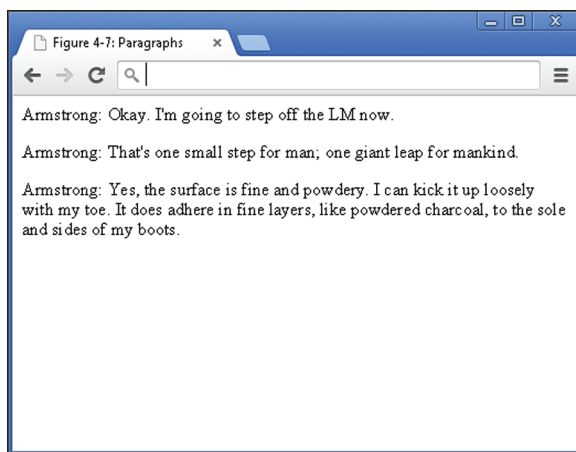 Figure 4-7: Paragraphs
Armstrong: Okay. I'm going to step off the LM now.
Armstrong: That's one small step for man; one giant leap for mankind.
Armstrong: Yes, the surface is fine and powdery. I can kick it up loosely
with my toe. It does adhere in fine layers, like powdered charcoal, to the sole
and sides of my boots.